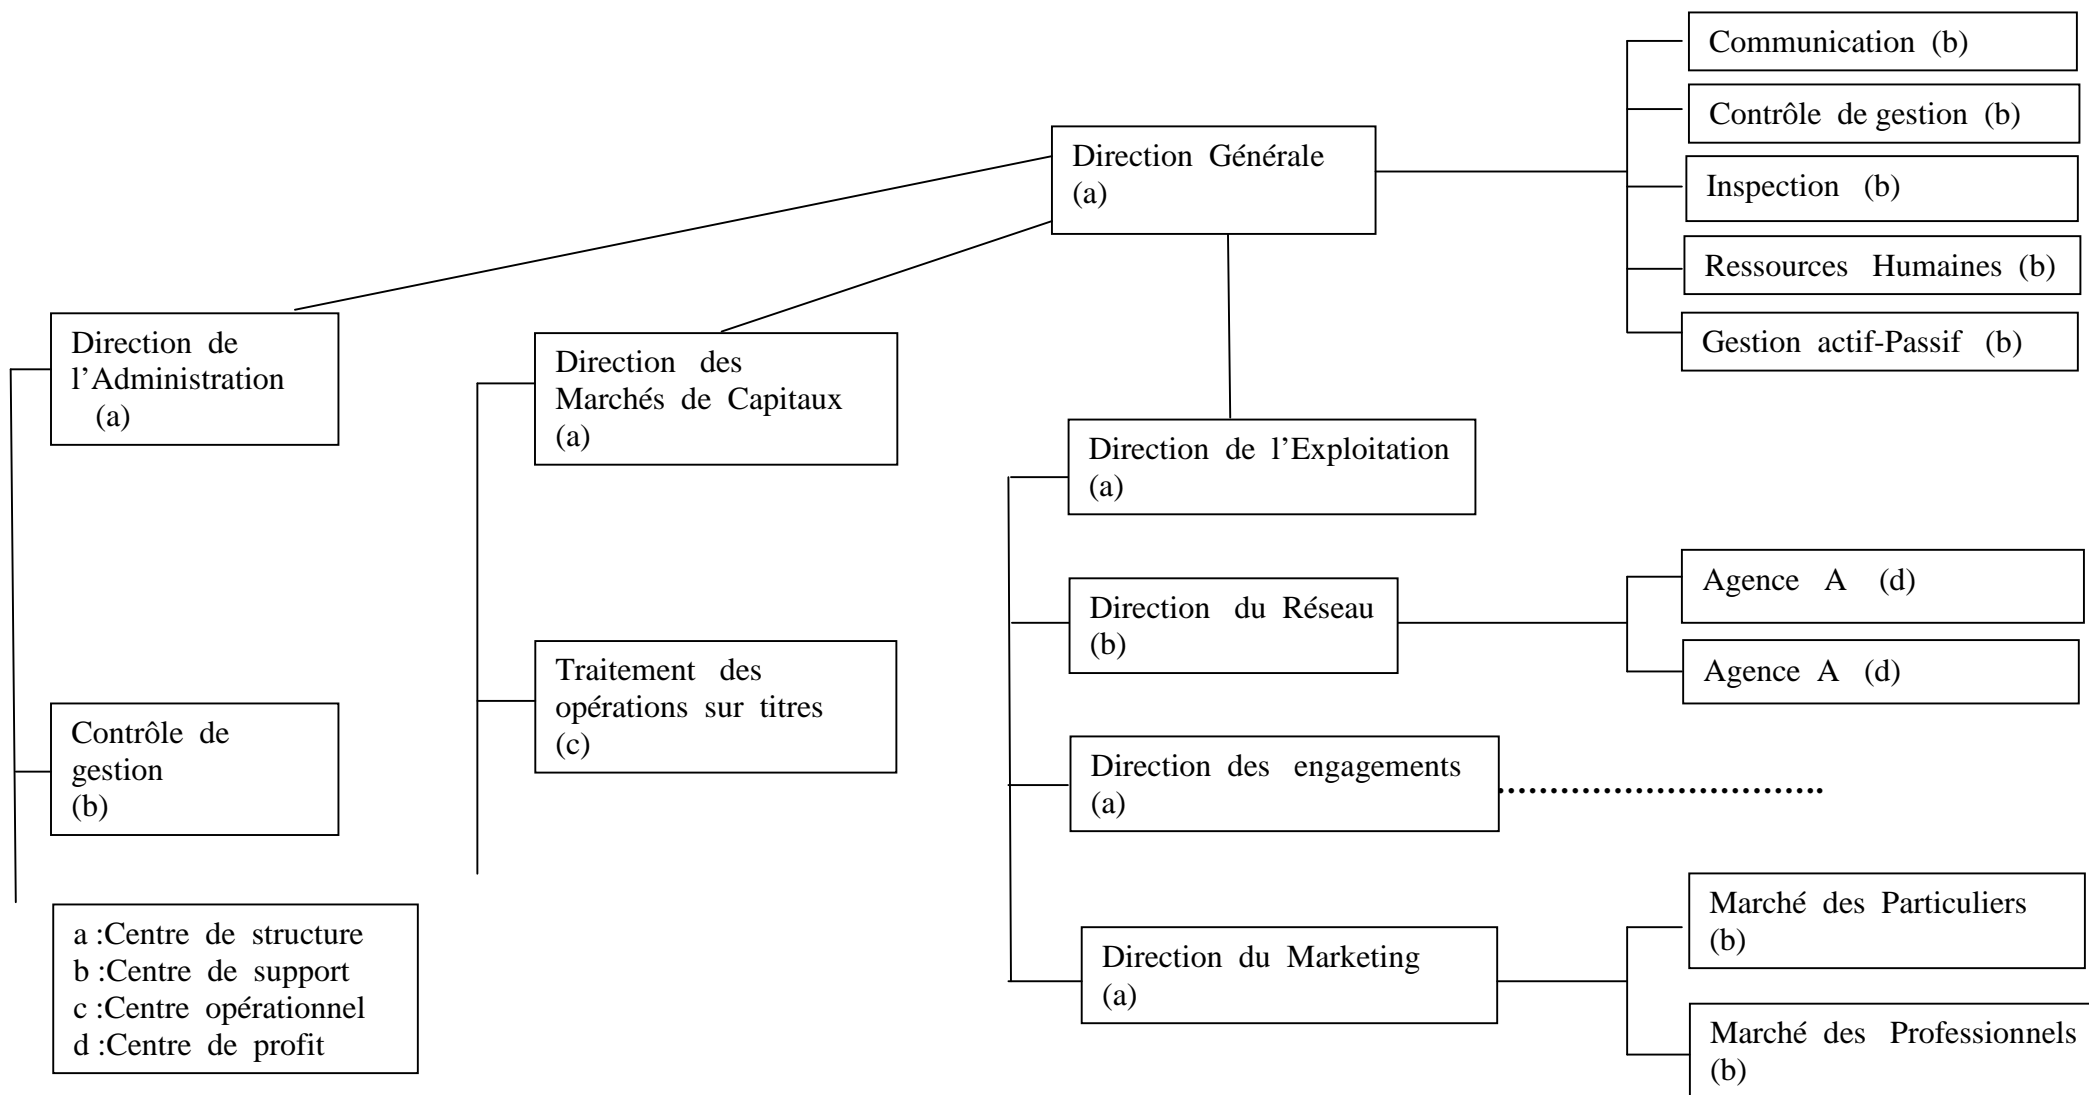 Communication (b)
Contrôle de gestion (b)
Direction Générale
(a)
Inspection (b)
Ressources Humaines (b)
Gestion actif-Passif (b)
Direction de
l’Administration
(a)
Direction des
Marchés de Capitaux
(a)
Direction de l’Exploitation
(a)
Direction du Réseau
(b)
Agence A (d)
Agence A (d)
Traitement des
opérations sur titres
(c)
Contrôle de
gestion
(b)
Direction des engagements
(a)
Direction du Marketing
(a)
Marché des Particuliers
(b)
Marché des Professionnels
(b)
a :Centre de structure
b :Centre de support
c :Centre opérationnel
d :Centre de profit